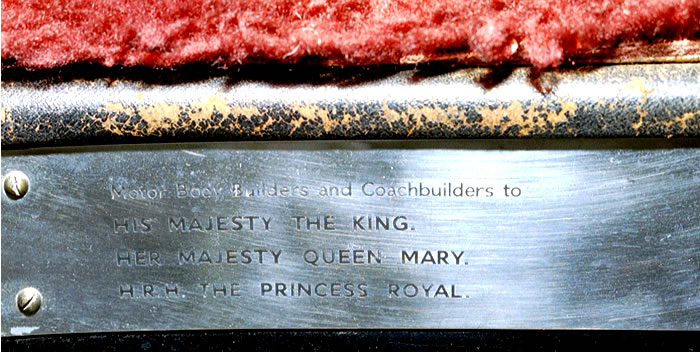 Motor Body Builders and Coachbuilders to
HIS MAJESTY THE KING.
HER MAJESTY QUEEN MARY.
H.R.H. THE PRINCESS ROYAL.